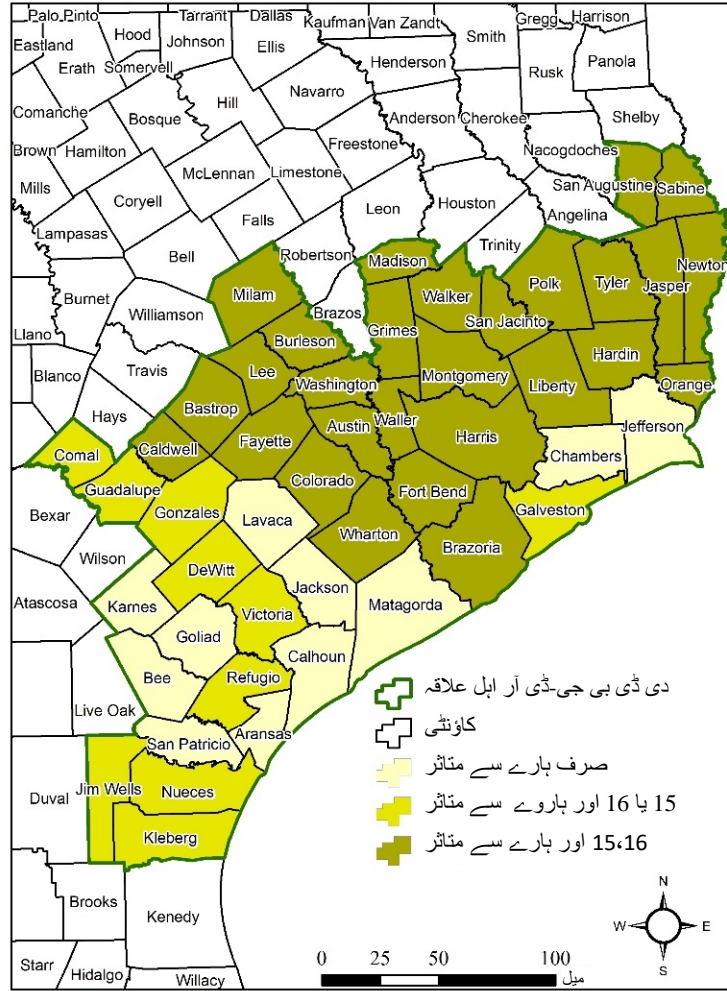 Palo Pinto
Tarrant
Dallas
Kaufman
Van Zandt
Gregg
Harrison
Hood
Johnson
Ellis
Smith
Eastland
Erath
Somervell
Henderson
Rusk
Panola
Navarro
Hill
Comanche
Bosque
Anderson
Cherokee
Shelby
Freestone
Brown
Hamilton
Nacogdoches
McLennan
Limestone
Mills
San Augustine
Sabine
Coryell
Leon
Houston
Angelina
Falls
Lampasas
Trinity
Bell
Robertson
Madison
Newton
Burnet
Milam
Walker
Polk
Tyler
Jasper
Williamson
Brazos
Grimes
San Jacinto
Llano
Burleson
Hardin
Blanco
Travis
Lee
Washington
Montgomery
Liberty
Orange
Hays
Bastrop
Austin
Waller
Jefferson
Caldwell
Fayette
Harris
Chambers
Comal
Colorado
Guadalupe
Fort Bend
Galveston
Bexar
Gonzales
Lavaca
Wharton
Brazoria
Wilson
DeWitt
Jackson
Atascosa
Karnes
Victoria
Matagorda
Goliad
Calhoun
Bee
Refugio
Live Oak
Aransas
San Patricio
Duval
Jim Wells
Nueces
Kleberg
Brooks
Kenedy
Starr
Hidalgo
Willacy
دی ڈی بی جی-ڈی آر اہل علاقہ
کاؤنٹی
صرف ہارے سے متاثر
15 یا 16 اور ہاروے سے متاثر
15،16 اور ہارے سے متاثر
N
W E
S
0 25 50 100
میل